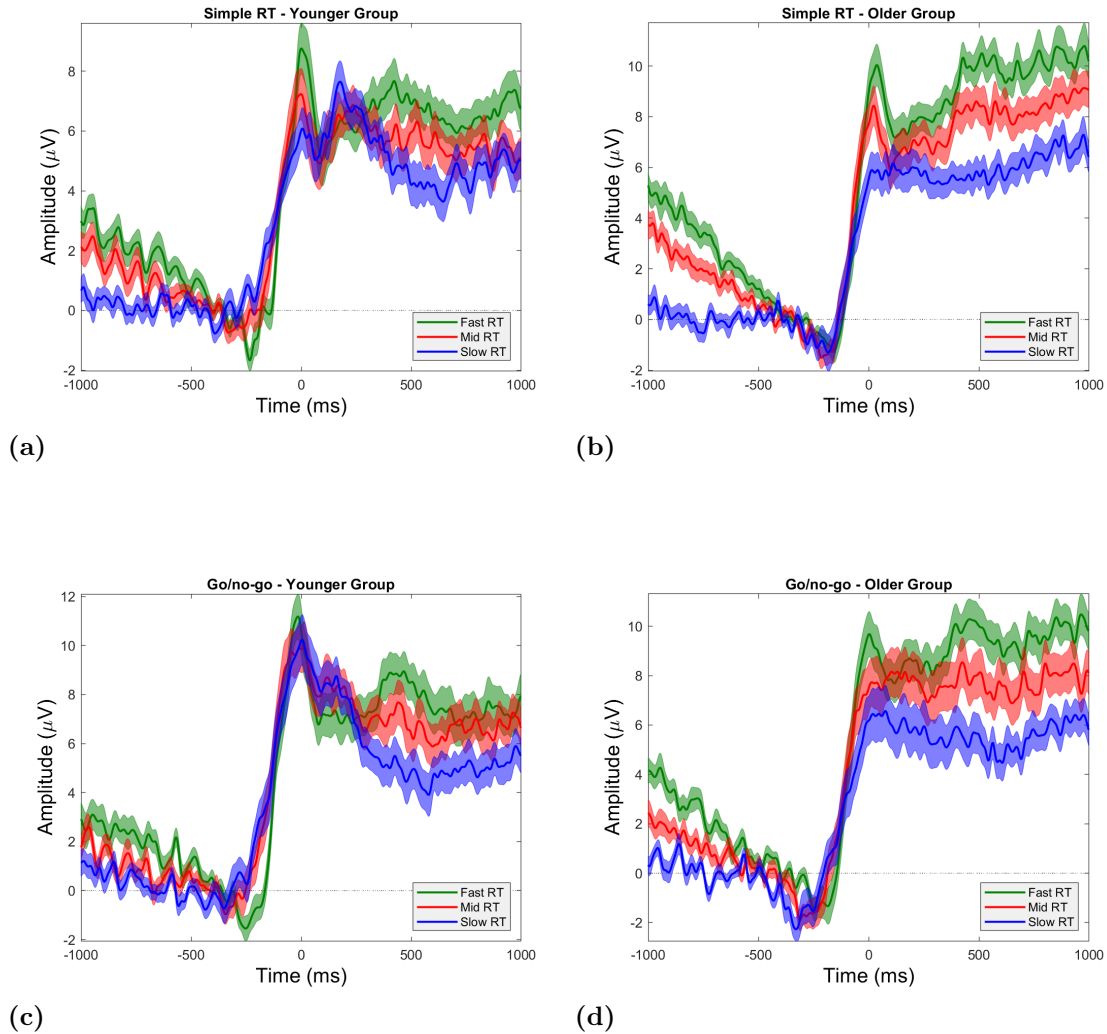 Simple RT - Younger Group
Amplitude (μV)
8
6
4
2
0
-2
-1000
-500
0
500
1000
Time (ms)
Fast RT
Mid RT
Slow RT
(a)
Simple RT - Older Group
Amplitude (μV)
10
8
6
4
2
0
-2
-1000
-500
0
500
1000
Time (ms)
Fast RT
Mid RT
Slow RT
(b)
Go/no-go - Younger Group
Amplitude (μV)
12
10
8
6
4
2
0
-2
-1000
-500
0
500
1000
Time (ms)
Fast RT
Mid RT
Slow RT
(c)
Go/no-go - Older Group
Amplitude (μV)
10
8
6
4
2
0
-2
-1000
-500
0
500
1000
Time (ms)
Fast RT
Mid RT
Slow RT
(d)